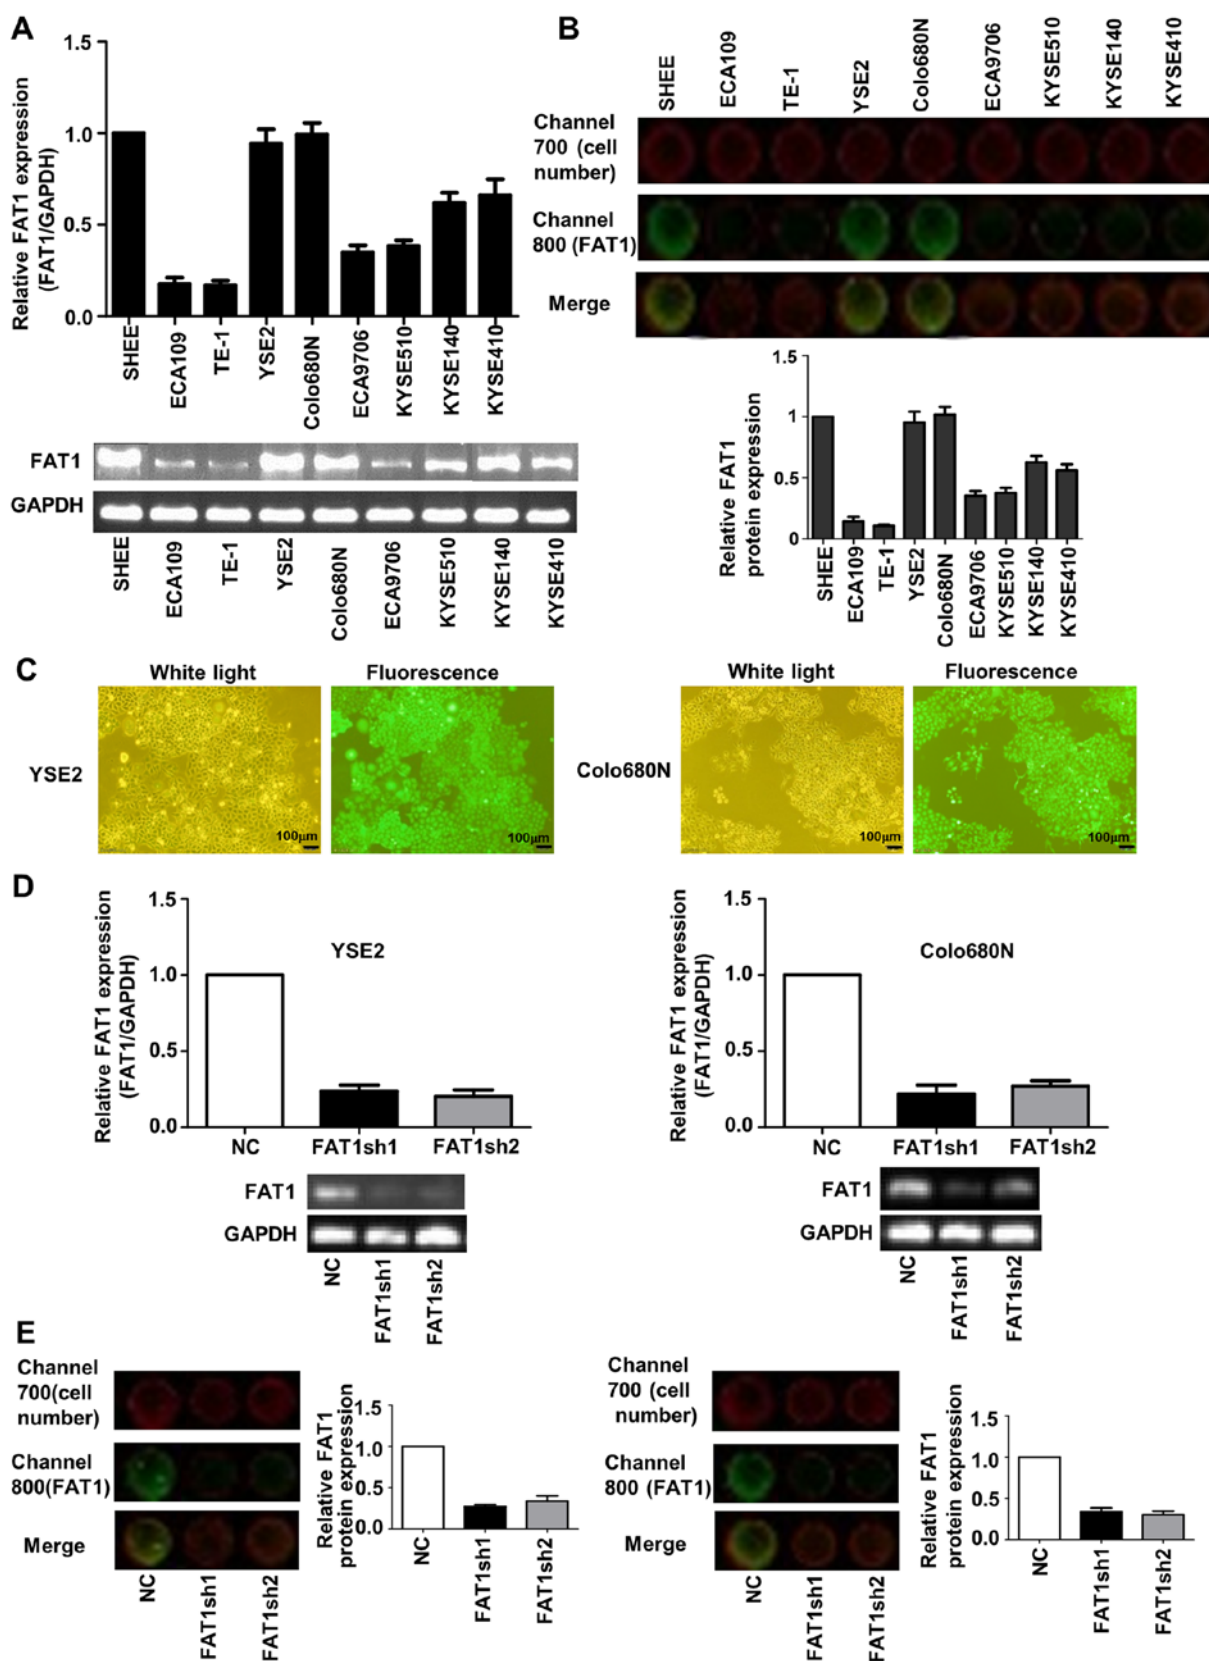 A
Relative FAT1 expression
(FAT1/GAPDH)
1.5
1.0
0.5
0.0
SHEE
ECA109
TE-1
YSE2
Colo680N
ECA9706
KYSE510
KYSE140
KYSE410
FAT1
GAPDH
SHEE
ECA109
TE-1
YSE2
Colo680N
ECA9706
KYSE510
KYSE140
KYSE410
B
SHEE
ECA109
TE-1
YSE2
Colo680N
ECA9706
KYSE510
KYSE140
KYSE410
Channel
700 (cell
number)
Channel
800 (FAT1)
Merge
Relative FAT1
protein expression
1.5
1
0.5
0
SHEE
ECA109
TE-1
YSE2
Colo680N
ECA9706
KYSE510
KYSE140
KYSE410
C
White light
Fluorescence
YSE2
100μm
100μm
White light
Fluorescence
Colo680N
100μm
100μm
D
Relative FAT1 expression
(FAT1/GAPDH)
1.5
1.0
0.5
0.0
YSE2
NC
FAT1sh1
FAT1sh2
FAT1
GAPDH
NC
FAT1sh1
FAT1sh2
Relative FAT1 expression
(FAT1/GAPDH)
1.5
1.0
0.5
0.0
Colo680N
NC
FAT1sh1
FAT1sh2
FAT1
GAPDH
NC
FAT1sh1
FAT1sh2
E
Channel
700(cell
number)
Channel
800(FAT1)
Merge
NC
FAT1sh1
FAT1sh2
Relative FAT1
protein expression
1.5
1.0
0.5
0.0
NC
FAT1sh1
FAT1sh2
Channel
700 (cell
number)
Channel
800 (FAT1)
Merge
NC
FAT1sh1
FAT1sh2
Relative FAT1
protein expression
1.5
1.0
0.5
0.0
NC
FAT1sh1
FAT1sh2